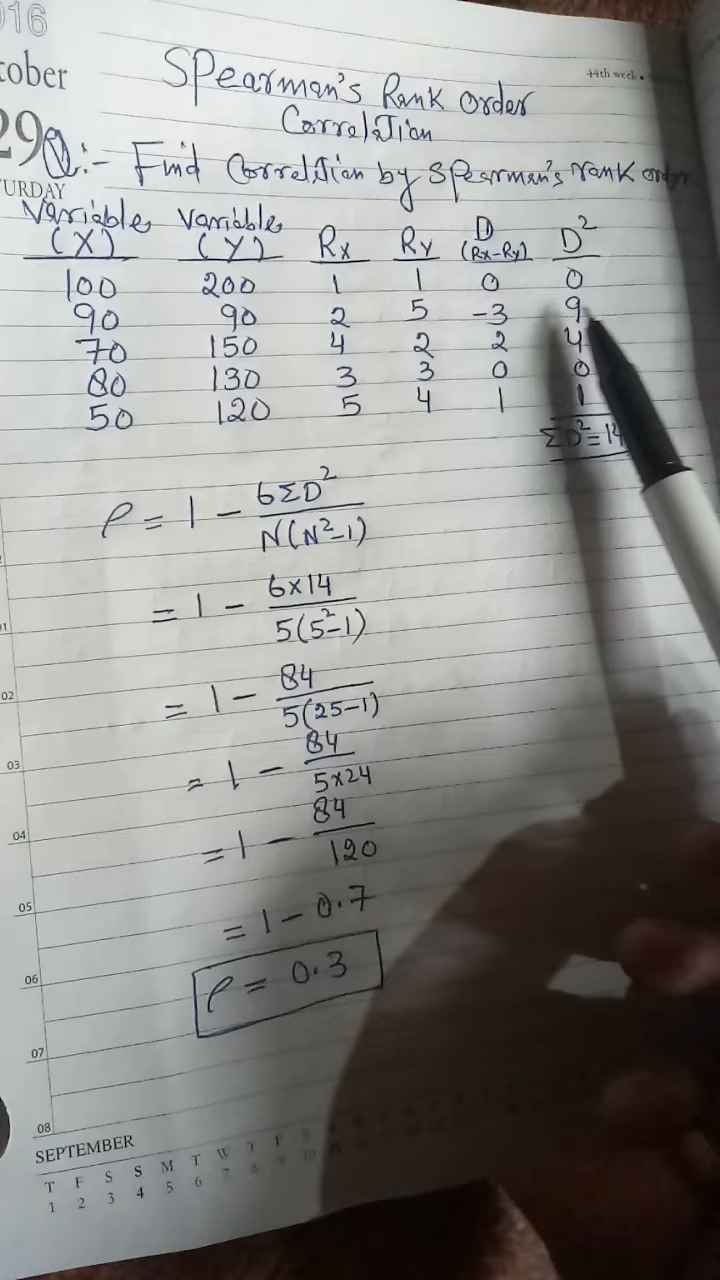 016
tober
44th week
29
URDAY
Spearman's Rank Order
Correlation
Q:- Find Correlation by Spearman's rank order
Variable (X) Variable (Y) Rx Ry D (Rx-Ry) D²
100 200 1 1 0 0
90 90 2 5 -3 9
70 150 4 2 2 4
80 130 3 3 0 0
50 120 5 4 1 1
ΣD²=14
ρ = 1 - 6ΣD² / N(N²-1)
= 1 - 6×14 / 5(5²-1)
= 1 - 84 / 5(25-1)
= 1 - 84 / 5×24
= 1 - 84 / 120
= 1 - 0.7
ρ = 0.3
01
02
03
04
05
06
07
08
SEPTEMBER
T F S S M T W T F
1 2 3 4 5 6 7 8 9